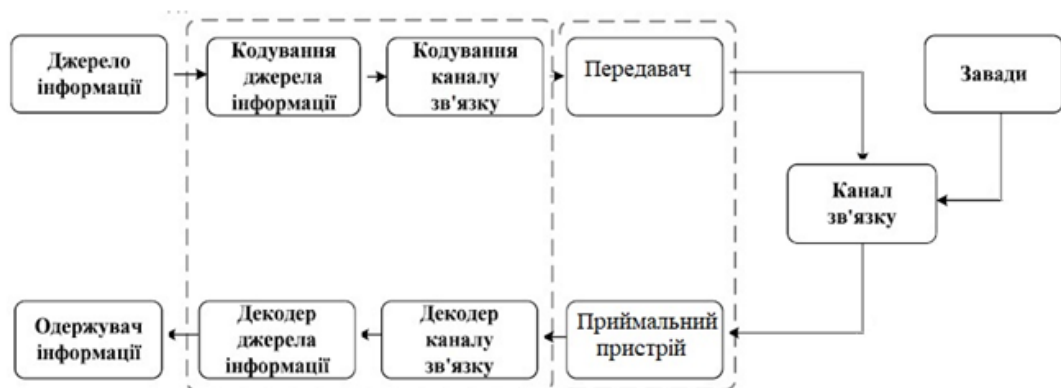 Джерело
інформації
Кодування
джерела
інформації
Кодування
каналу
зв'язку
Передавач
Завади
Канал
зв'язку
Одержувач
інформації
Декодер
джерела
інформації
Декодер
каналу
зв'язку
Приймальний
пристрій